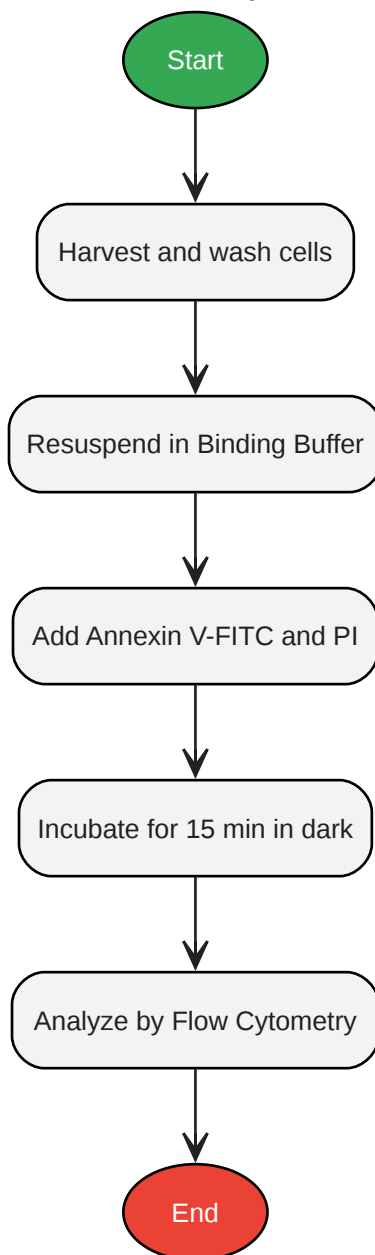 Start
Harvest and wash cells
Resuspend in Binding Buffer
Add Annexin V-FITC and PI
Incubate for 15 min in dark
Analyze by Flow Cytometry
End